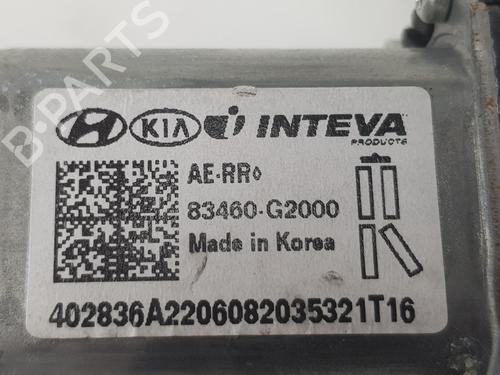 KIA INTEVA
PRODUCTS
AE-RR◊
83460-G2000
Made in Korea
402836A2206082035321T16
B-PARTS